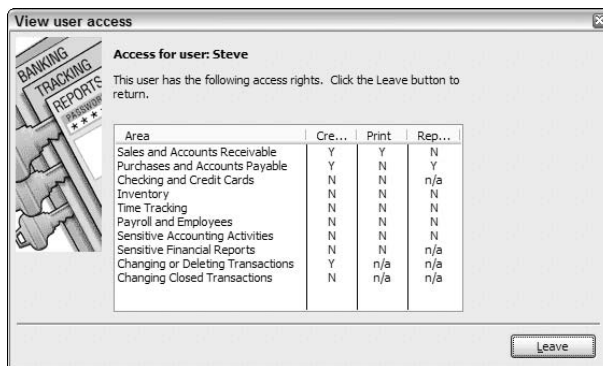 View user access
BANKING
TRACKING
REPORTS
PASSWOR
* * * *
Access for user: Steve
This user has the following access rights. Click the Leave button to
return.
Area Cre... Print Rep...
Sales and Accounts Receivable Y Y N
Purchases and Accounts Payable Y N Y
Checking and Credit Cards N N n/a
Inventory N N N
Time Tracking N N N
Payroll and Employees N N N
Sensitive Accounting Activities N N N
Sensitive Financial Reports N N n/a
Changing or Deleting Transactions Y n/a n/a
Changing Closed Transactions N n/a n/a
Leave